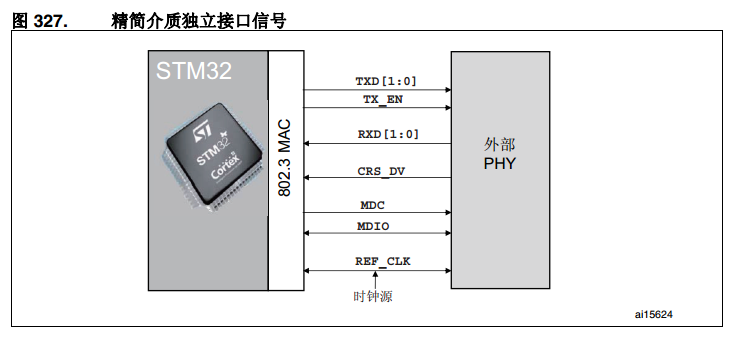 图 327. 精简介质独立接口信号
STM32
STM32
Cortex
802.3 MAC
TXD[1:0]
TX_EN
RXD[1:0]
CRS_DV
MDC
MDIO
REF_CLK
时钟源
外部
PHY
ai15624